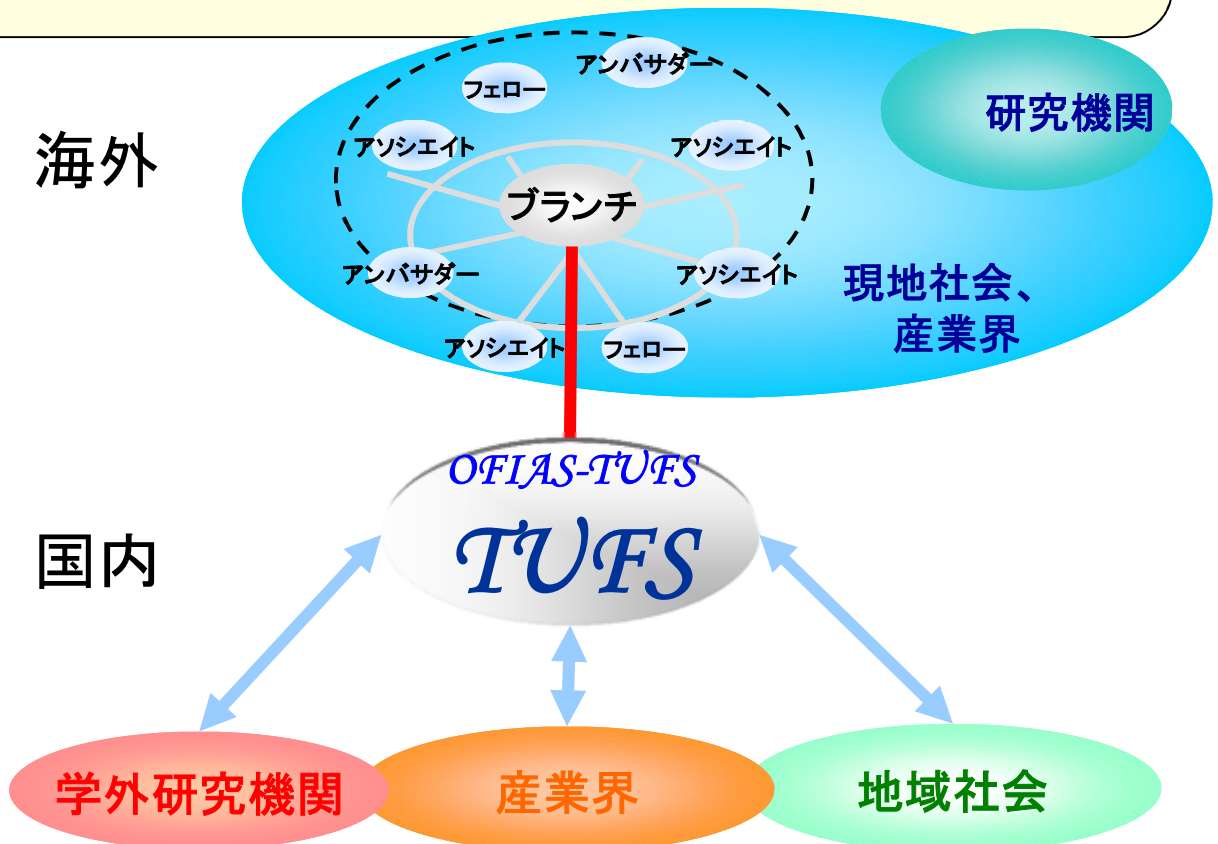 アンバサダー
フェロー
研究機関
海外
アソシエイト
アソシエイト
ブランチ
アンバサダー
アソシエイト
現地社会、
産業界
アソシエイト
フェロー
OFIAS-TUFS
TUFS
国内
学外研究機関
産業界
地域社会